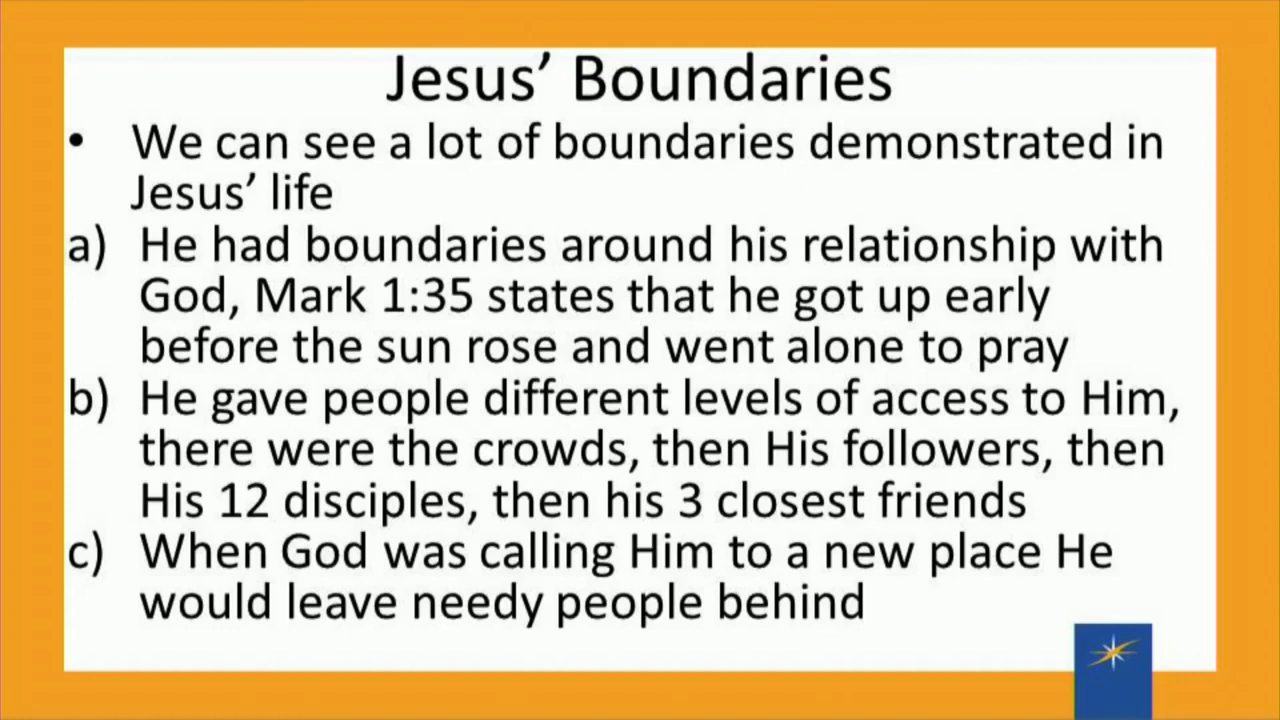 Jesus’ Boundaries
• We can see a lot of boundaries demonstrated in
Jesus’ life
a) He had boundaries around his relationship with
God, Mark 1:35 states that he got up early
before the sun rose and went alone to pray
b) He gave people different levels of access to Him,
there were the crowds, then His followers, then
His 12 disciples, then his 3 closest friends
c) When God was calling Him to a new place He
would leave needy people behind